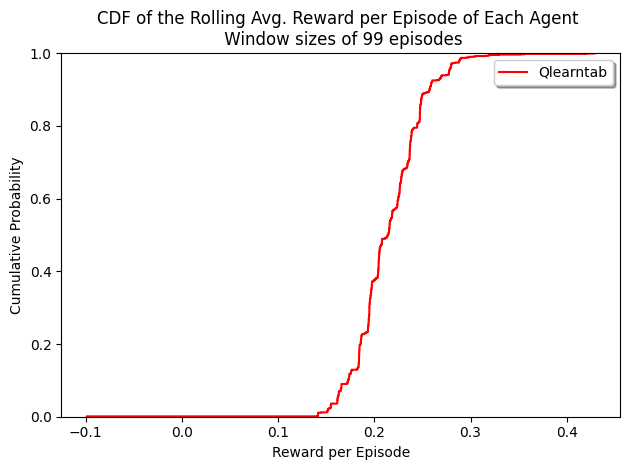 CDF of the Rolling Avg. Reward per Episode of Each Agent
Window sizes of 99 episodes
Qlearntab
Cumulative Probability
1.0
0.8
0.6
0.4
0.2
0.0
−0.1 0.0 0.1 0.2 0.3 0.4
Reward per Episode